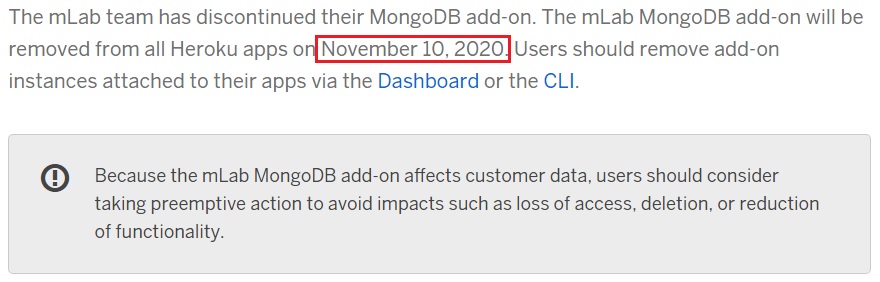 The mLab team has discontinued their MongoDB add-on. The mLab MongoDB add-on will be
removed from all Heroku apps on November 10, 2020. Users should remove add-on
instances attached to their apps via the Dashboard or the CLI.
Because the mLab MongoDB add-on affects customer data, users should consider
taking preemptive action to avoid impacts such as loss of access, deletion, or reduction
of functionality.